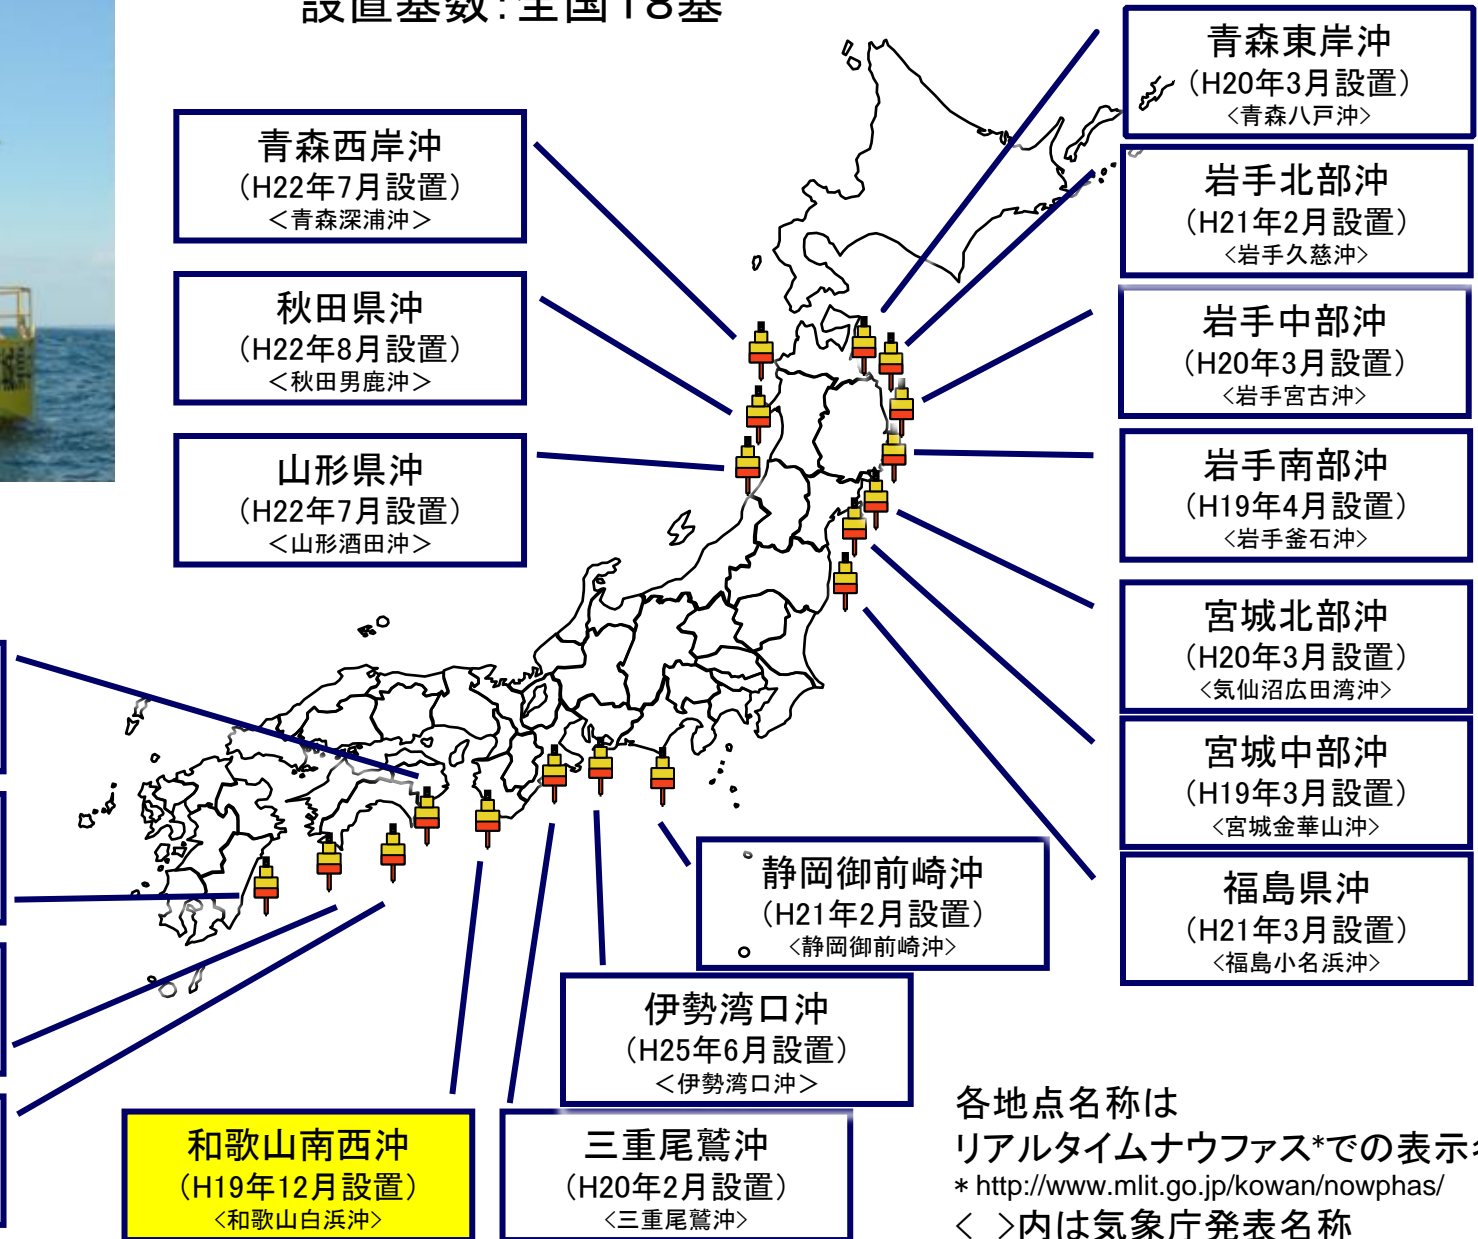 設置基数：全国18基
青森東岸沖
（H20年3月設置）
<青森八戸沖>
青森西岸沖
（H22年7月設置）
＜青森深浦沖＞
岩手北部沖
（H21年2月設置）
<岩手久慈沖>
秋田県沖
（H22年8月設置）
＜秋田男鹿沖＞
岩手中部沖
（H20年3月設置）
<岩手宮古沖>
山形県沖
（H22年7月設置）
＜山形酒田沖＞
岩手南部沖
（H19年4月設置）
<岩手釜石沖>
宮城北部沖
（H20年3月設置）
<気仙沼広田湾沖>
宮城中部沖
（H19年3月設置）
<宮城金華山沖>
福島県沖
（H21年3月設置）
<福島小名浜沖>
静岡御前崎沖
（H21年2月設置）
<静岡御前崎沖>
伊勢湾口沖
（H25年6月設置）
＜伊勢湾口沖＞
和歌山南西沖
（H19年12月設置）
<和歌山白浜沖>
三重尾鷲沖
（H20年2月設置）
<三重尾鷲沖>
各地点名称は
リアルタイムナウファス*での表示
* http://www.mlit.go.jp/kowan/nowphas/
< >内は気象庁発表名称